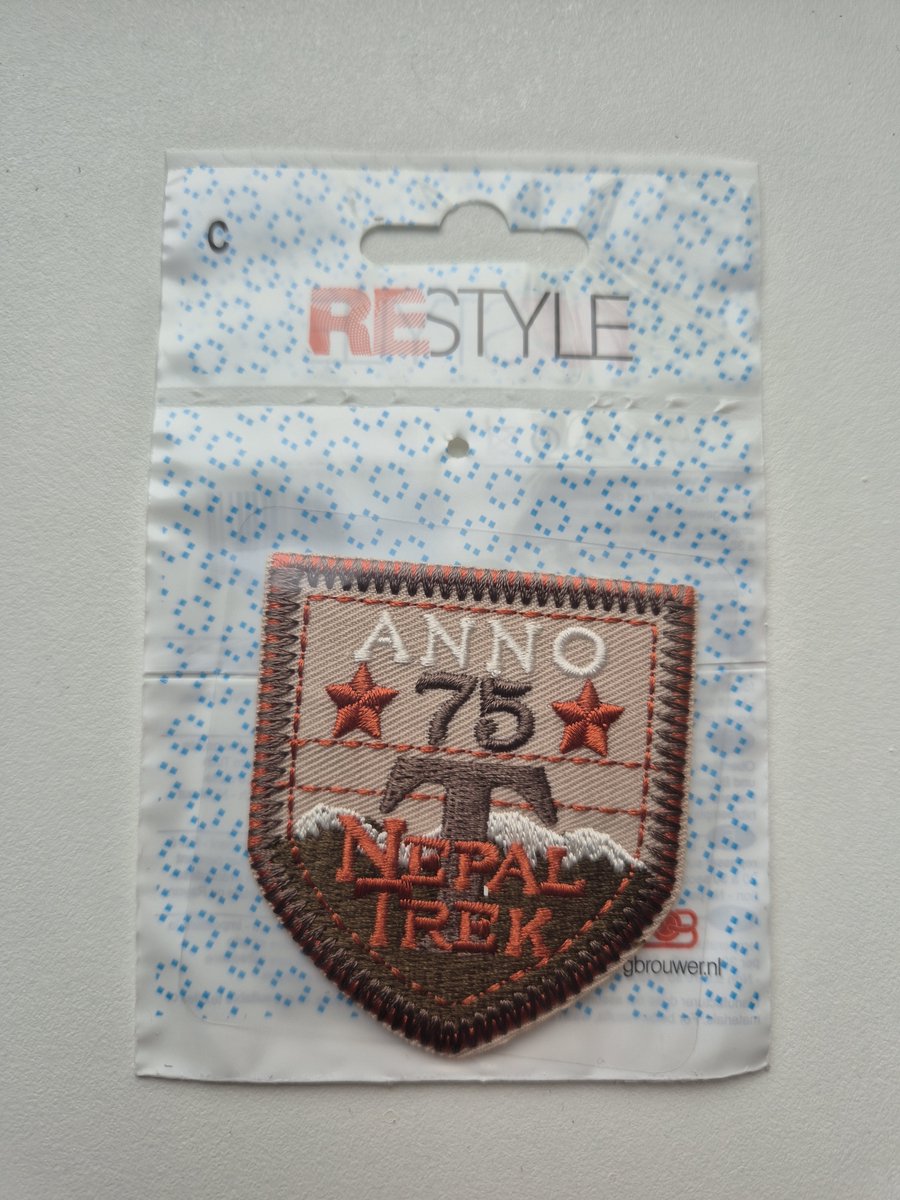 C
RESTYLE
ANNO
75
T
NEPAL
TREK
gbrouwer.nl